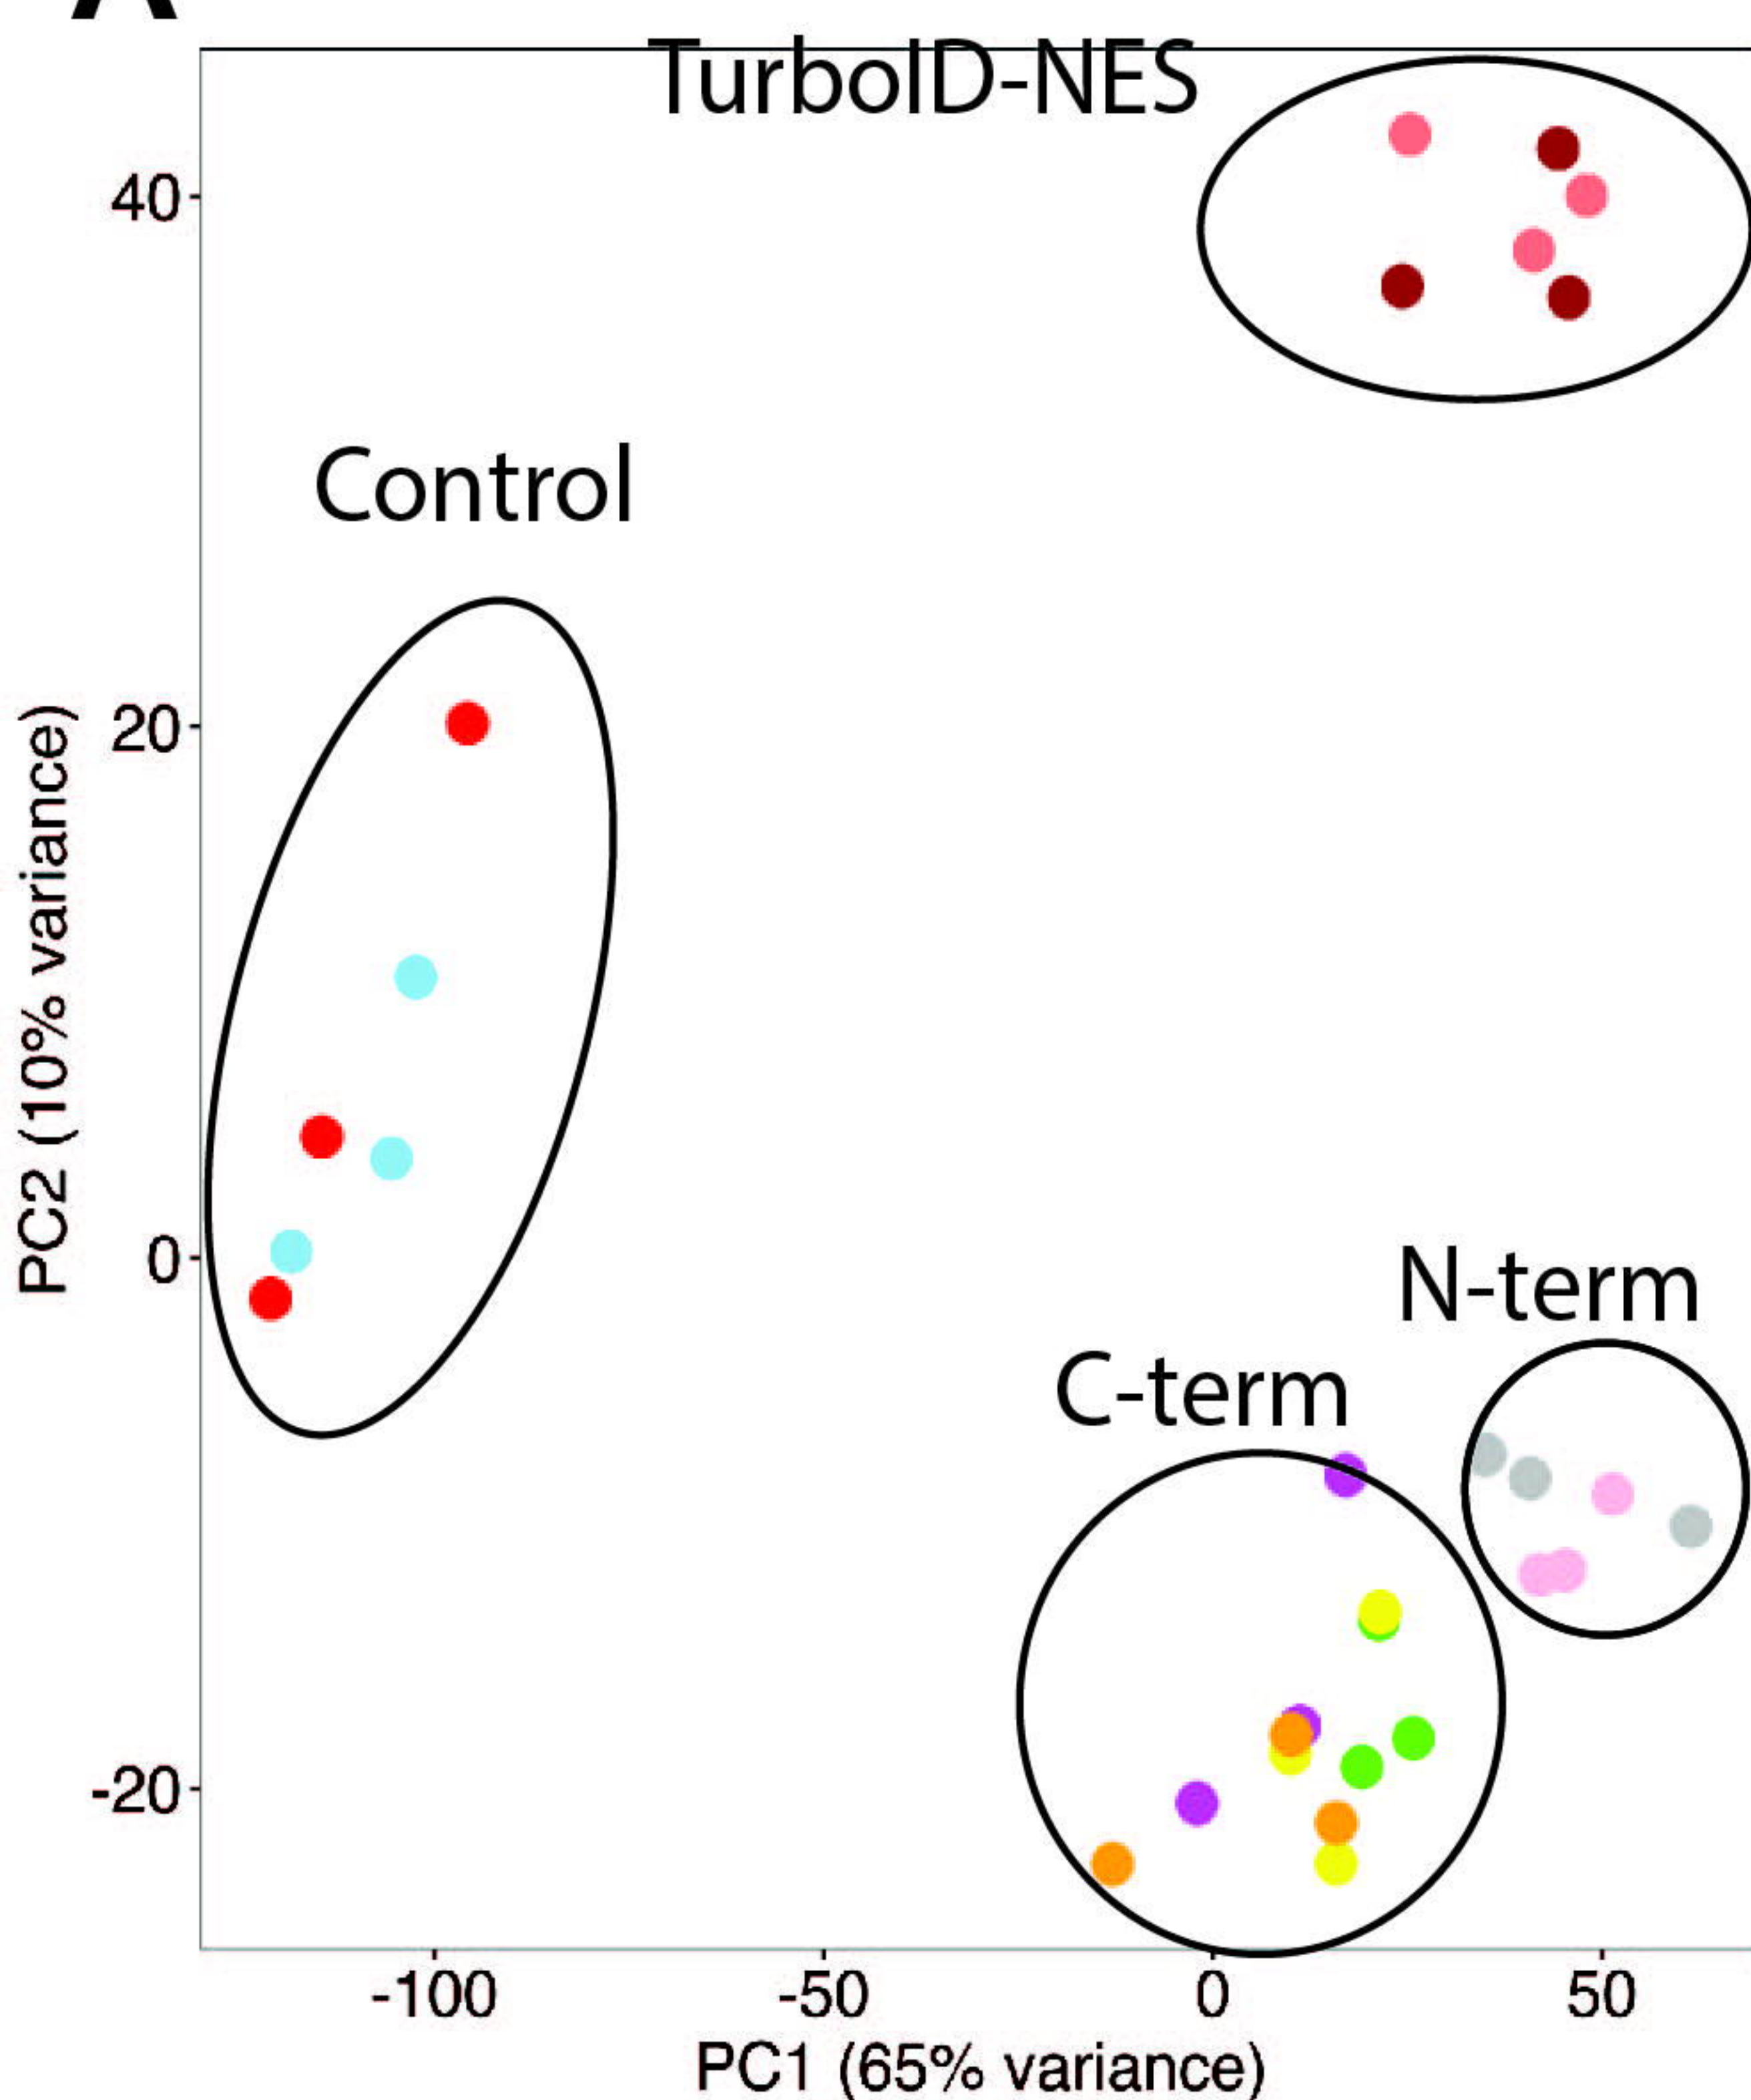 A
TurboID-NES
40
Control
20
PC2 (10% variance)
0
N-term
C-term
-20
-100 -50 0 50
PC1 (65% variance)